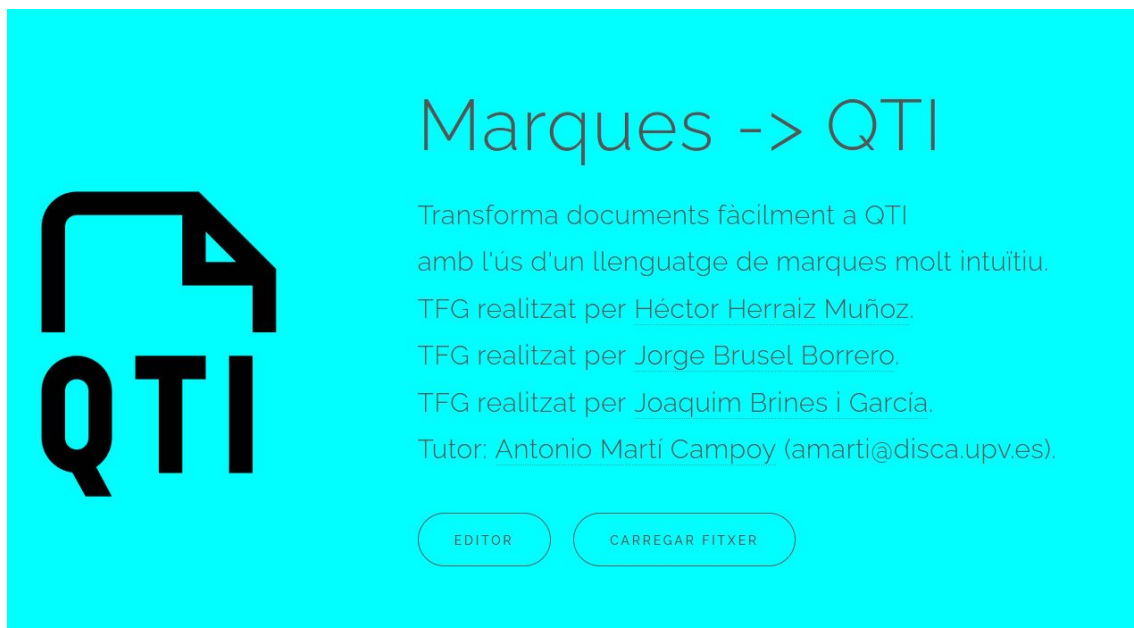 Marques -> QTI
Transforma documents fàcilment a QTI
amb l'ús d'un llenguatge de marques molt intuïtiu.
TFG realitzat per Héctor Herraiz Muñoz.
TFG realitzat per Jorge Brusel Borrero.
TFG realitzat per Joaquim Brines i García.
Tutor: Antonio Martí Campoy (amarti@disca.upv.es).
QTI
EDITOR
CARREGAR FITXER